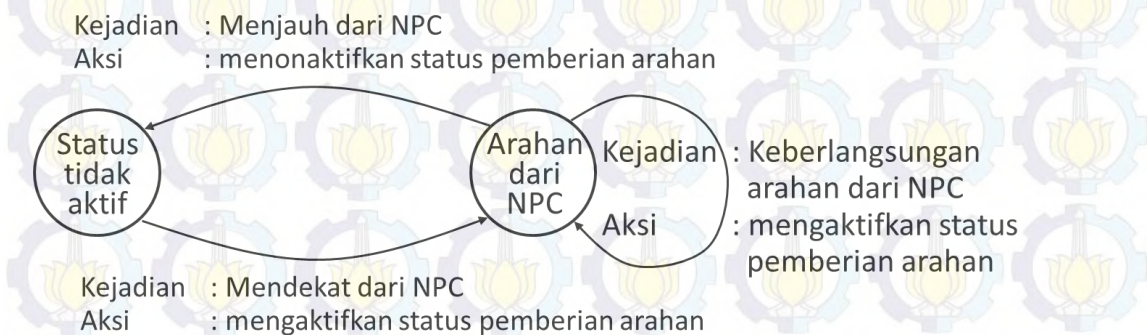 Kejadian : Menjauh dari NPC
Aksi : menonaktifkan status pemberian arahan
Status
tidak
aktif
Arahan
dari
NPC
Kejadian : Keberlangsungan
arahan dari NPC
Aksi : mengaktifkan status
pemberian arahan
Kejadian : Mendekat dari NPC
Aksi : mengaktifkan status pemberian arahan